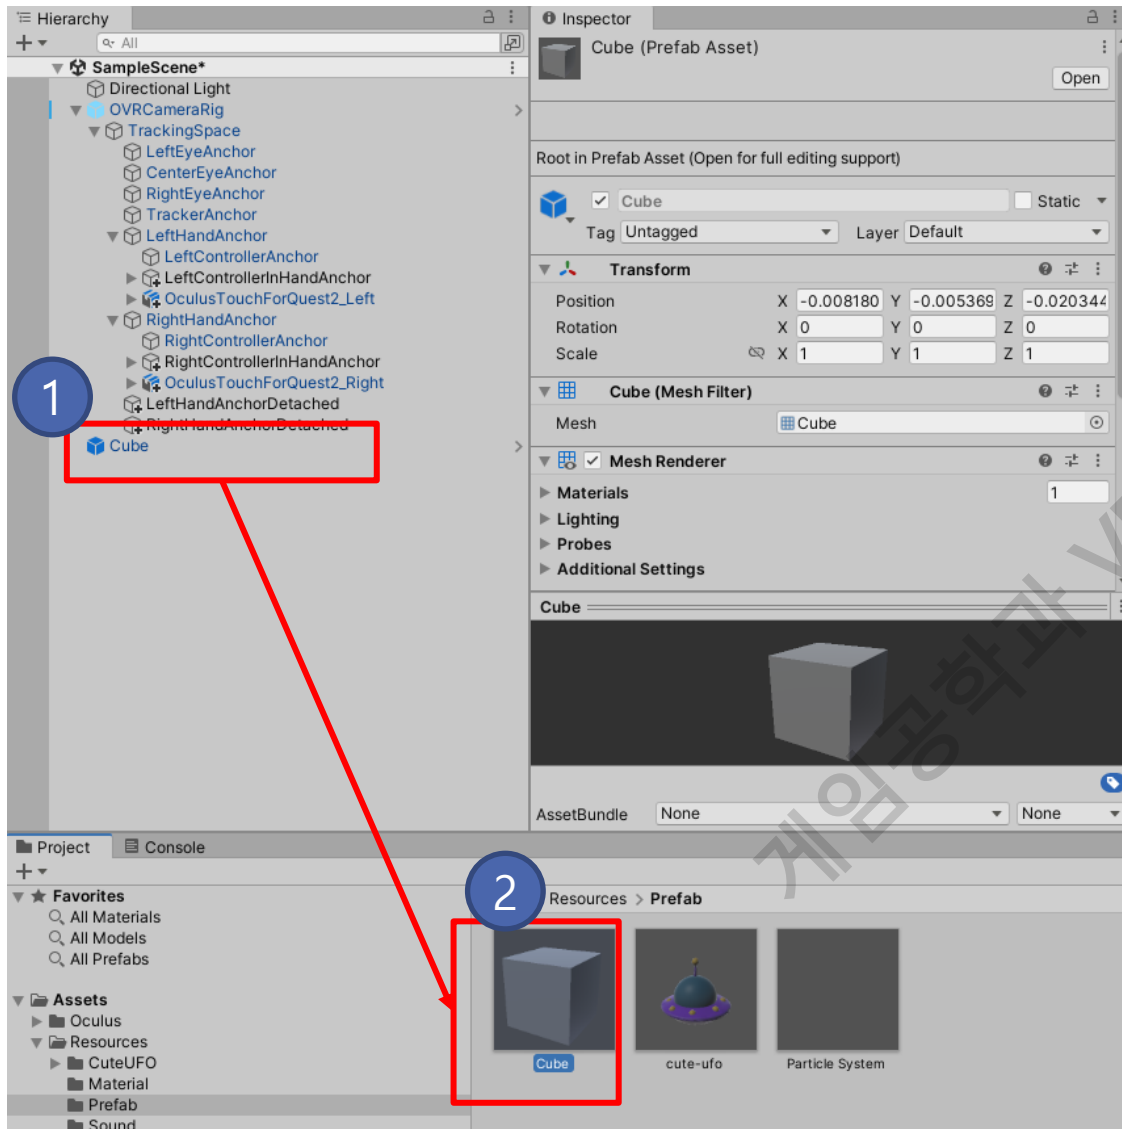 Hierarchy
All
SampleScene*
Directional Light
OVRCameraRig
TrackingSpace
LeftEyeAnchor
CenterEyeAnchor
RightEyeAnchor
TrackerAnchor
LeftHandAnchor
LeftControllerAnchor
LeftControllerInHandAnchor
OculusTouchForQuest2_Left
RightHandAnchor
RightControllerAnchor
RightControllerInHandAnchor
OculusTouchForQuest2_Right
LeftHandAnchorDetached
RightHandAnchorDetached
Cube
1
Inspector
Cube (Prefab Asset)
Open
Root in Prefab Asset (Open for full editing support)
Cube
Static
Tag Untagged Layer Default
Transform
Position X -0.008180 Y -0.005369 Z -0.020344
Rotation X 0 Y 0 Z 0
Scale X 1 Y 1 Z 1
Cube (Mesh Filter)
Mesh Cube
Mesh Renderer
Materials 1
Lighting
Probes
Additional Settings
Cube
AssetBundle None None
게임공학과 V
Project Console
Favorites
All Materials
All Models
All Prefabs
Assets
Oculus
Resources
CuteUFO
Material
Prefab
Sound
2
Resources > Prefab
Cube cute-ufo Particle System